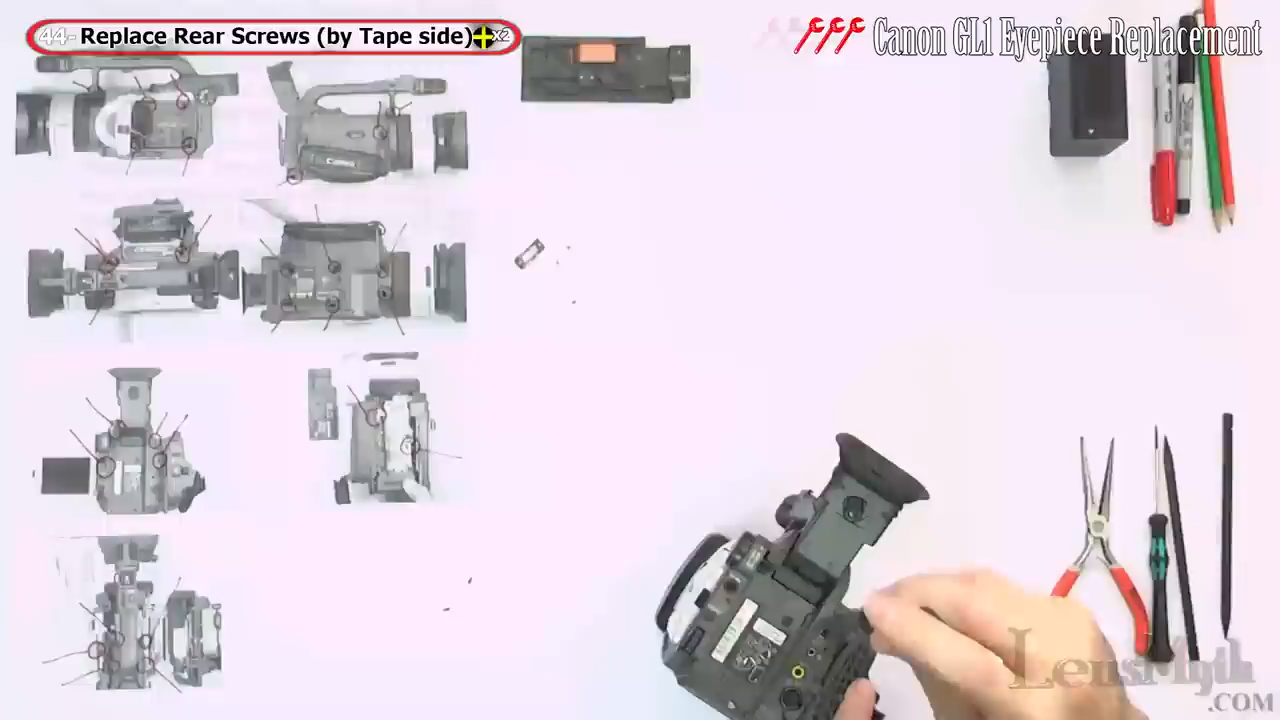 44- Replace Rear Screws (by Tape side) x2
Canon GL1 Eyepiece Replacement
Canon
LensMyth
.COM